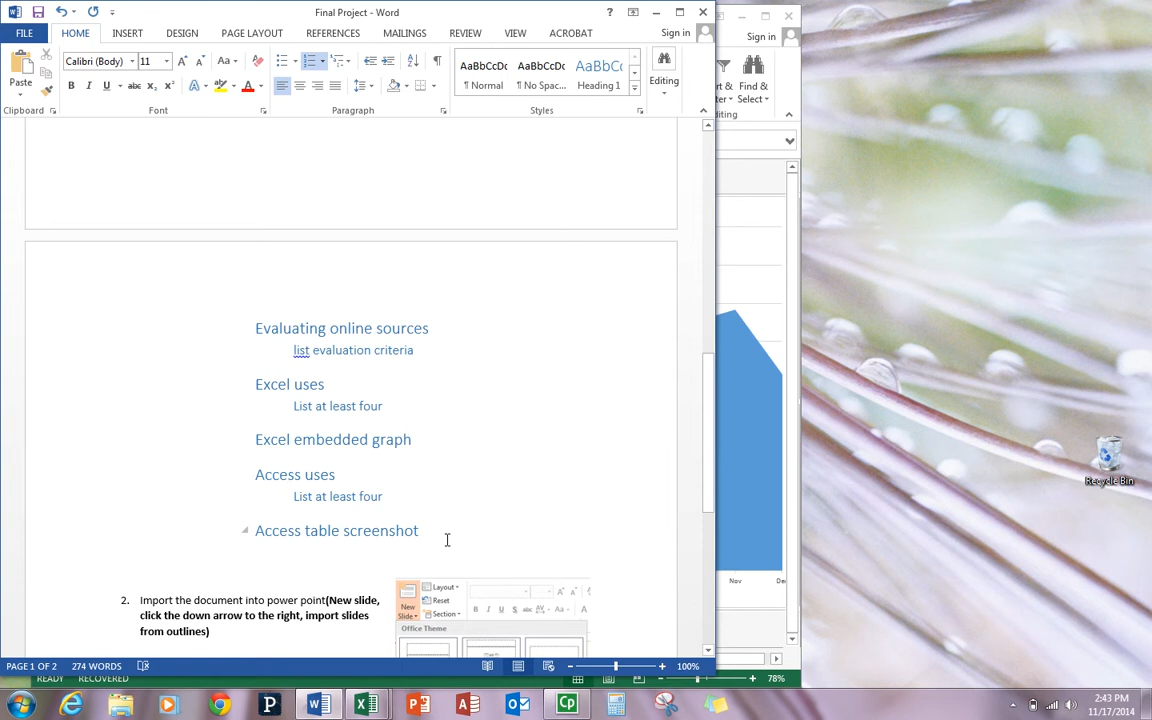 Final Project - Word
Sign in
FILE
HOME
INSERT
DESIGN
PAGE LAYOUT
REFERENCES
MAILINGS
REVIEW
VIEW
ACROBAT
Sign in
Calibri (Body)
11
Aa
Paste
Clipboard
Font
Paragraph
AaBbCcDc
¶ Normal
AaBbCcDc
¶ No Spac...
AaBbC
Heading 1
Styles
Editing
Find &
Select
Evaluating online sources
list evaluation criteria
Excel uses
List at least four
Excel embedded graph
Access uses
List at least four
Access table screenshot
2. Import the document into power point(New slide,
click the down arrow to the right, import slides
from outlines)
New
Slide
Layout
Reset
Section
Office Theme
Nov
PAGE 1 OF 2
274 WORDS
100%
READY
RECOVERED
78%
Recycle Bin
2:43 PM
11/17/2014